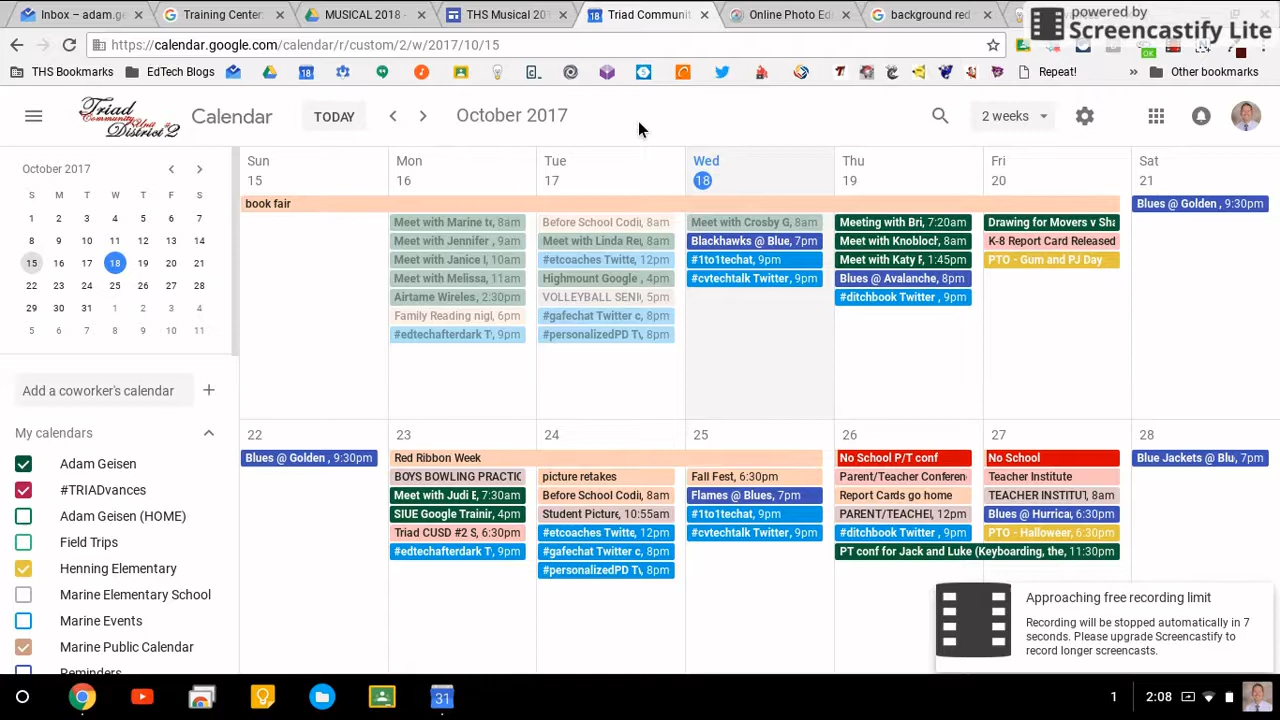 Inbox – adam.ge
Training Center
MUSICAL 2018 -
THS Musical 201
Triad Communit
Online Photo Edi
background red
powered by
Screencastify Lite
https://calendar.google.com/calendar/r/custom/2/w/2017/10/15
THS Bookmarks
EdTech Blogs
Repeat!
Other bookmarks
Triad
Community Unit
District 2
Calendar
TODAY
October 2017
2 weeks
October 2017
S M T W T F S
1 2 3 4 5 6 7
8 9 10 11 12 13 14
15 16 17 18 19 20 21
22 23 24 25 26 27 28
29 30 31 1 2 3 4
5 6 7 8 9 10 11
Add a coworker's calendar
My calendars
Adam Geisen
#TRIADvances
Adam Geisen (HOME)
Field Trips
Henning Elementary
Marine Elementary School
Marine Events
Marine Public Calendar
Reminders
Sun Mon Tue Wed Thu Fri Sat
15 16 17 18 19 20 21
book fair
Meet with Marine t, 8am
Meet with Jennifer , 9am
Meet with Janice I, 10am
Meet with Melissa, 11am
Airtame Wireles, 2:30pm
Family Reading nigl, 6pm
#edtechafterdark T, 9pm
Before School Codi, 8am
Meet with Linda Re, 8am
#etcoaches Twitte, 12pm
Highmount Google , 4pm
VOLLEYBALL SENI, 5pm
#gafechat Twitter c, 8pm
#personalizedPD T, 8pm
Meet with Crosby G, 8am
Blackhawks @ Blue, 7pm
#1to1techat, 9pm
#cvtechtalk Twitter, 9pm
Meeting with Bri, 7:20am
Meet with Knobloch, 8am
Meet with Katy F, 1:45pm
Blues @ Avalanche, 8pm
#ditchbook Twitter , 9pm
Drawing for Movers v Sha
K-8 Report Card Released
PTO - Gum and PJ Day
Blues @ Golden , 9:30pm
22 23 24 25 26 27 28
Blues @ Golden , 9:30pm
Red Ribbon Week
BOYS BOWLING PRACTIC
Meet with Judi E, 7:30am
SIUE Google Trainir, 4pm
Triad CUSD #2 S, 6:30pm
#edtechafterdark T, 9pm
picture retakes
Before School Codi, 8am
Student Picture, 10:55am
#etcoaches Twitte, 12pm
#gafechat Twitter c, 8pm
#personalizedPD T, 8pm
Fall Fest, 6:30pm
Flames @ Blues, 7pm
#1to1techat, 9pm
#cvtechtalk Twitter, 9pm
No School P/T conf
Parent/Teacher Conferen
Report Cards go home
PARENT/TEACHE, 12pm
#ditchbook Twitter , 9pm
PT conf for Jack and Luke (Keyboarding, the, 11:30pm
No School
Teacher Institute
TEACHER INSTITUT, 8am
Blues @ Hurrica, 6:30pm
PTO - Halloween, 6:30pm
Blue Jackets @ Blu, 7pm
Approaching free recording limit
Recording will be stopped automatically in 7
seconds. Please upgrade Screencastify to
record longer screencasts.
31
1
2:08